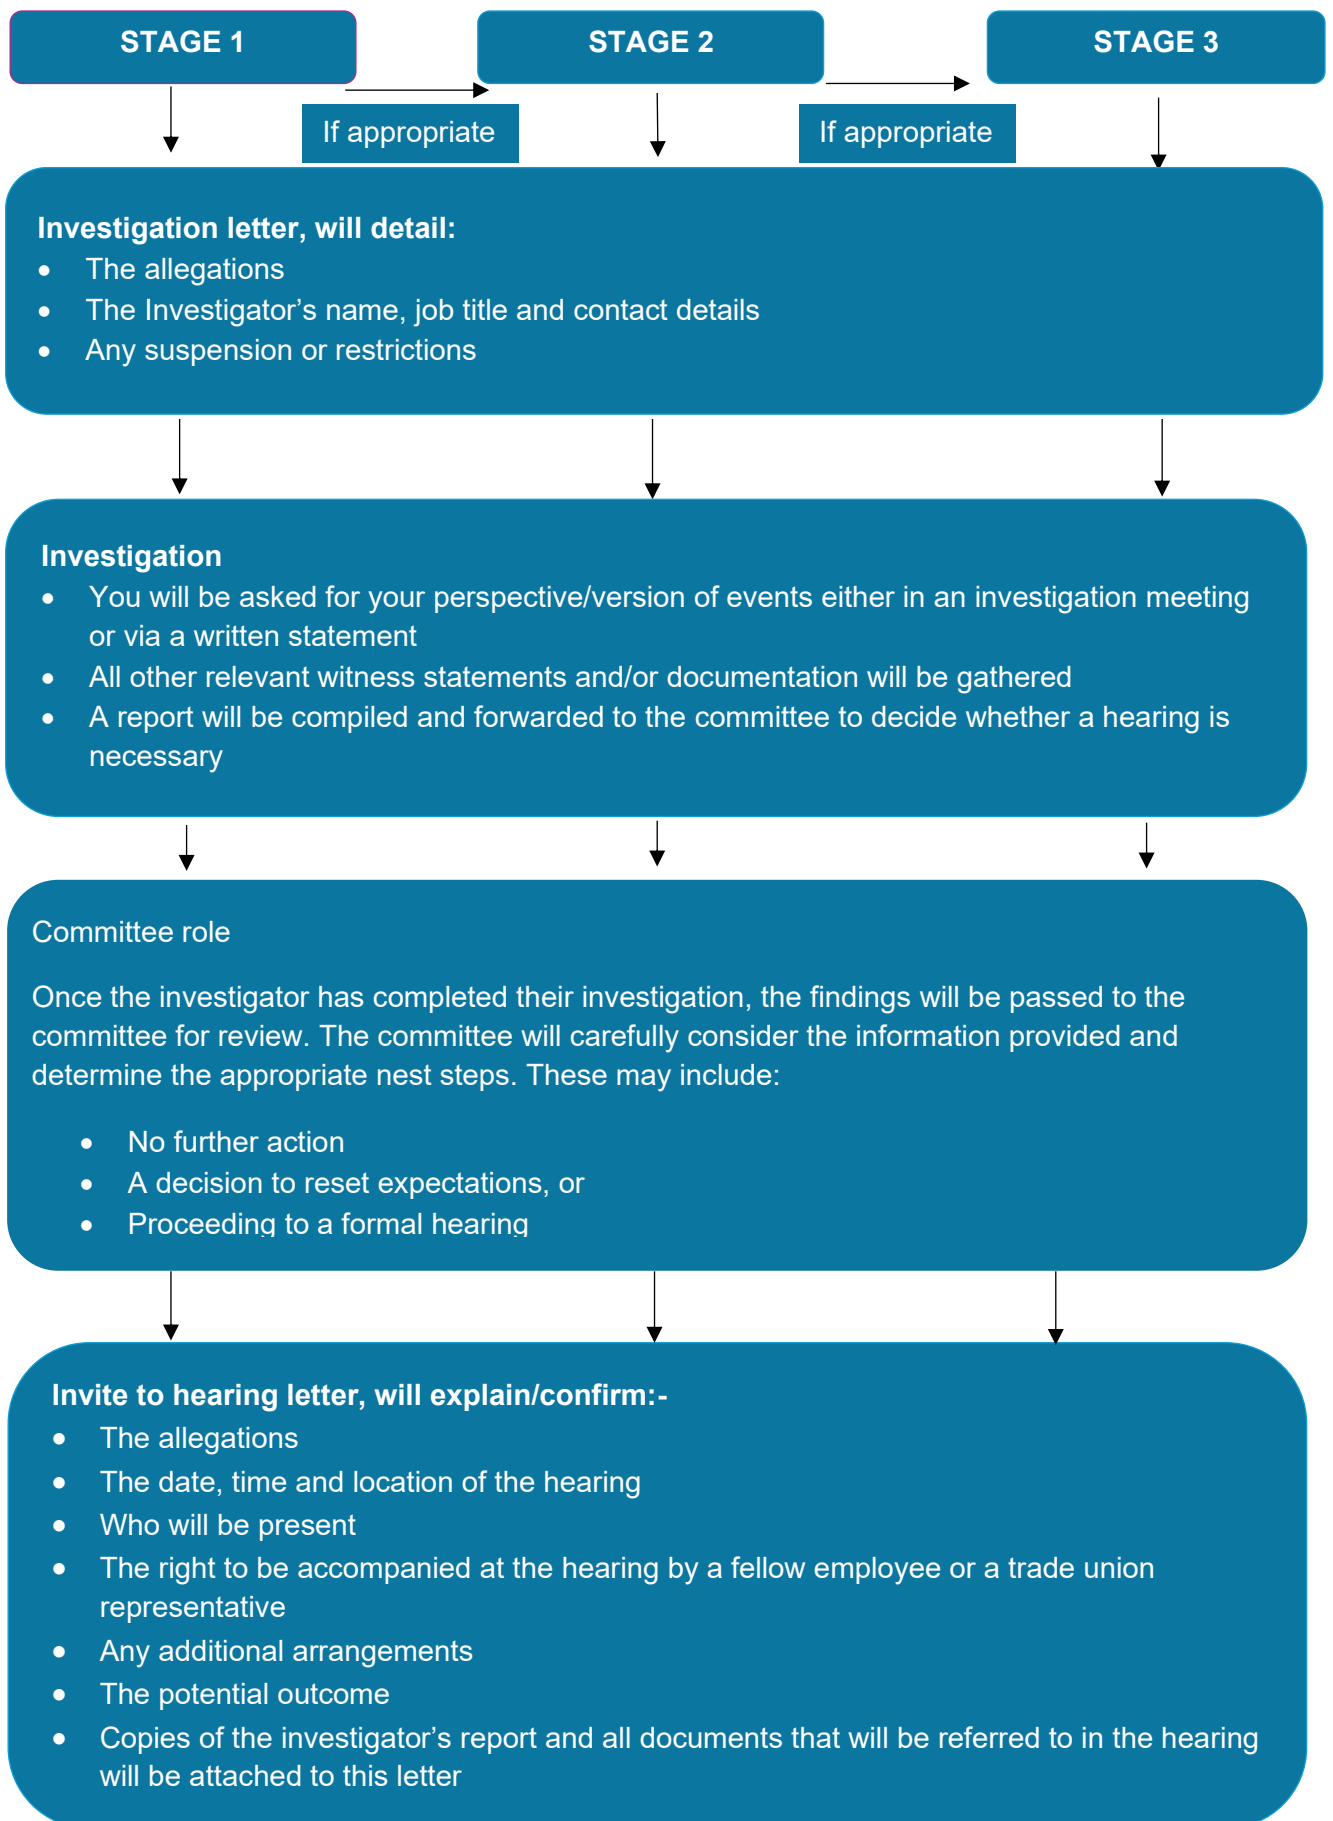 STAGE 1
STAGE 2
STAGE 3
If appropriate
If appropriate
Investigation letter, will detail:
• The allegations
• The Investigator’s name, job title and contact details
• Any suspension or restrictions
Investigation
• You will be asked for your perspective/version of events either in an investigation meeting
or via a written statement
• All other relevant witness statements and/or documentation will be gathered
• A report will be compiled and forwarded to the committee to decide whether a hearing is
necessary
Committee role
Once the investigator has completed their investigation, the findings will be passed to the
committee for review. The committee will carefully consider the information provided and
determine the appropriate nest steps. These may include:
• No further action
• A decision to reset expectations, or
• Proceeding to a formal hearing
Invite to hearing letter, will explain/confirm:-
• The allegations
• The date, time and location of the hearing
• Who will be present
• The right to be accompanied at the hearing by a fellow employee or a trade union
representative
• Any additional arrangements
• The potential outcome
• Copies of the investigator’s report and all documents that will be referred to in the hearing
will be attached to this letter